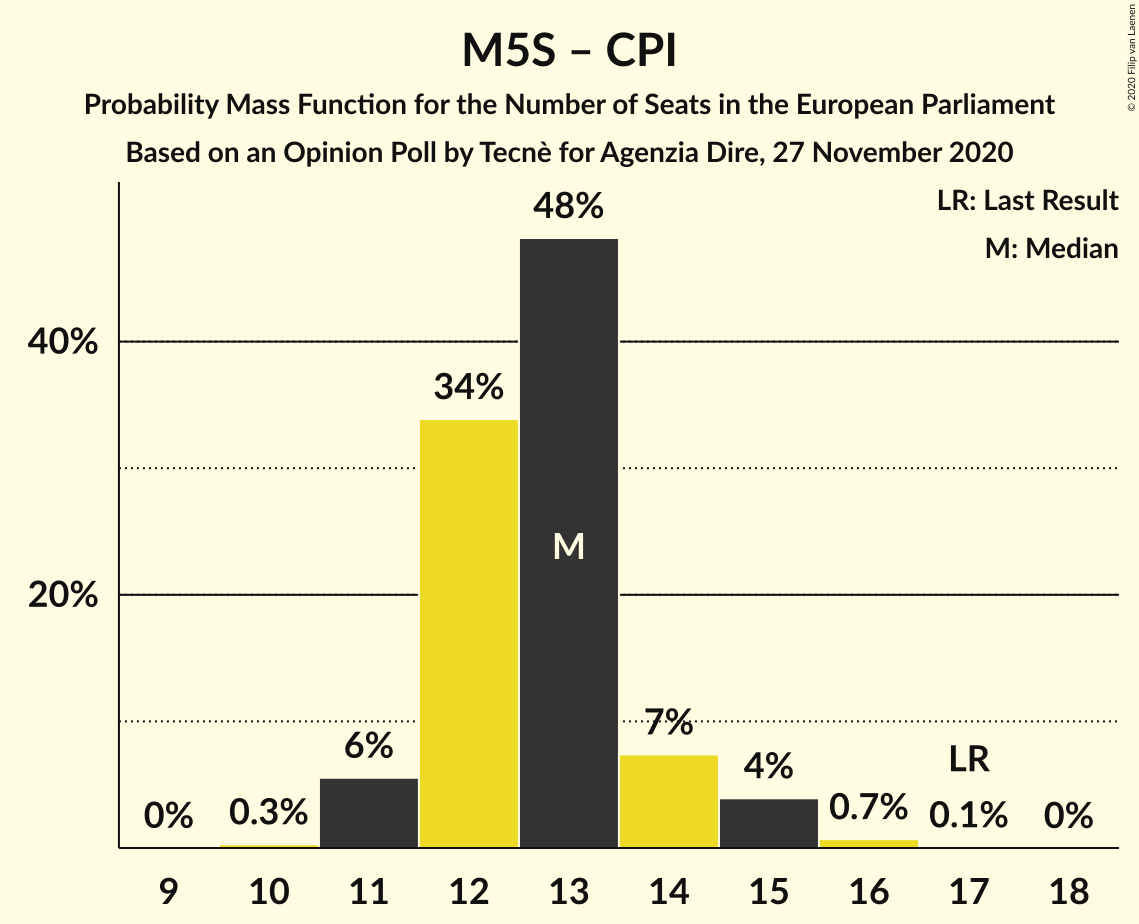 M5S – CPI
Probability Mass Function for the Number of Seats in the European Parliament
Based on an Opinion Poll by Tecnè for Agenzia Dire, 27 November 2020
© 2020 Filip van Laenen
LR: Last Result
M: Median
40%
20%
0%
0.3%
6%
34%
48%
M
7%
4%
0.7%
LR
0.1%
0%
9
10
11
12
13
14
15
16
17
18